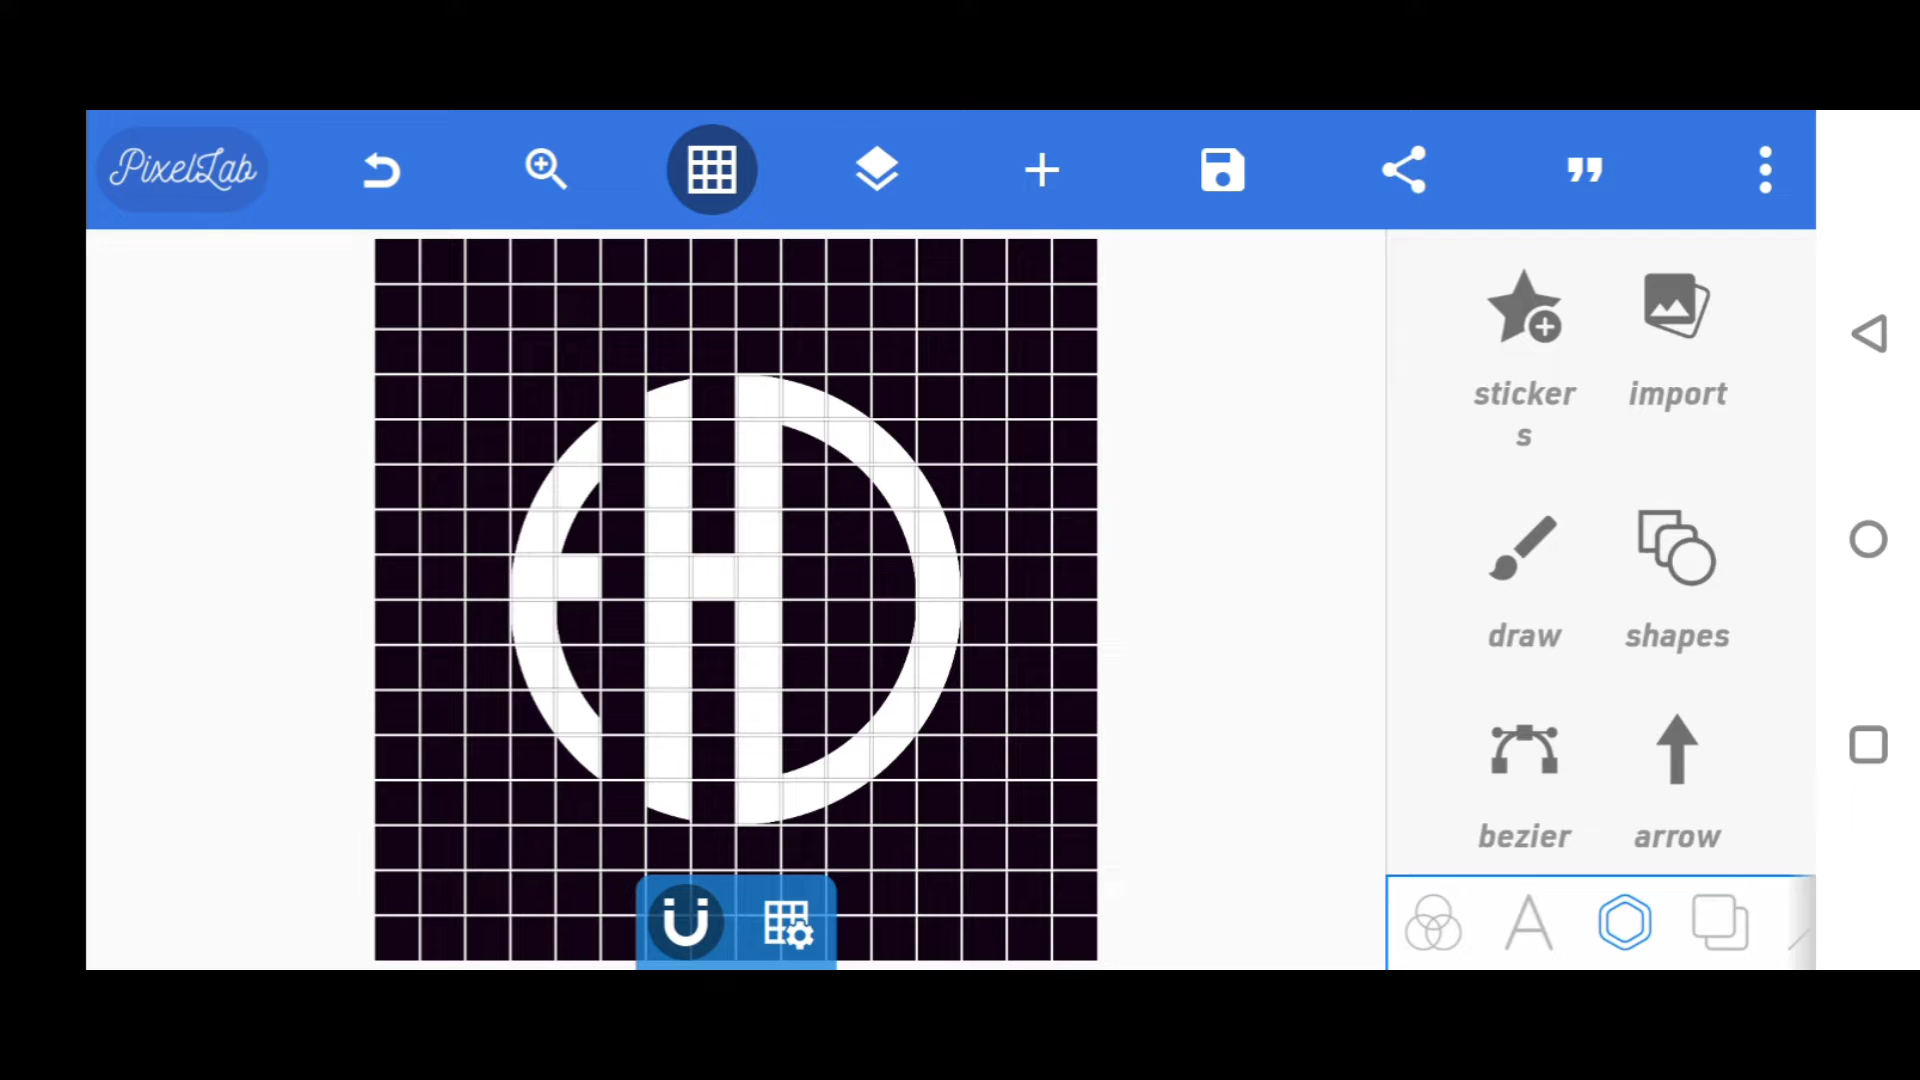 PixelLab
sticker
s
import
draw
shapes
bezier
arrow